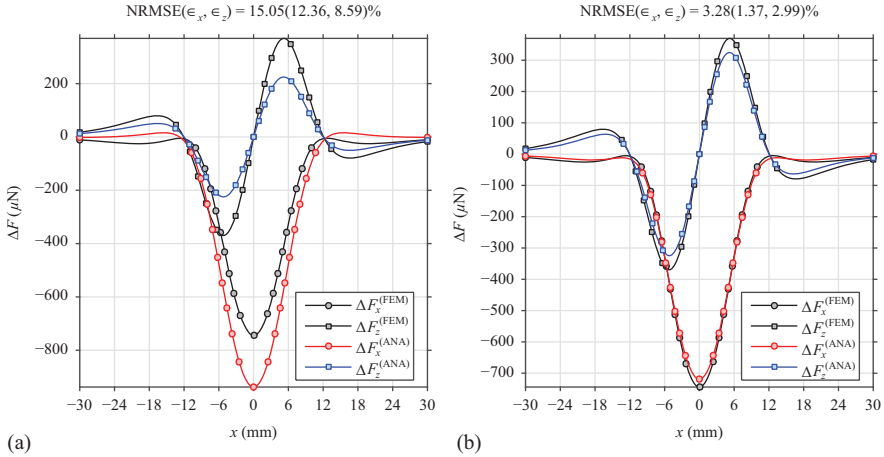 NRMSE(∈x, ∈z) = 15.05(12.36, 8.59)%
200
0
−200
−400
−600
−800
ΔF (μN)
ΔFx(FEM)
ΔFz(FEM)
ΔFx(ANA)
ΔFz(ANA)
−30 −24 −18 −12 −6 0 6 12 18 24 30
x (mm)
(a)
NRMSE(∈x, ∈z) = 3.28(1.37, 2.99)%
300
200
100
0
−100
−200
−300
−400
−500
−600
−700
ΔF (μN)
ΔFx(FEM)
ΔFz(FEM)
ΔFx(ANA)
ΔFz(ANA)
−30 −24 −18 −12 −6 0 6 12 18 24 30
x (mm)
(b)